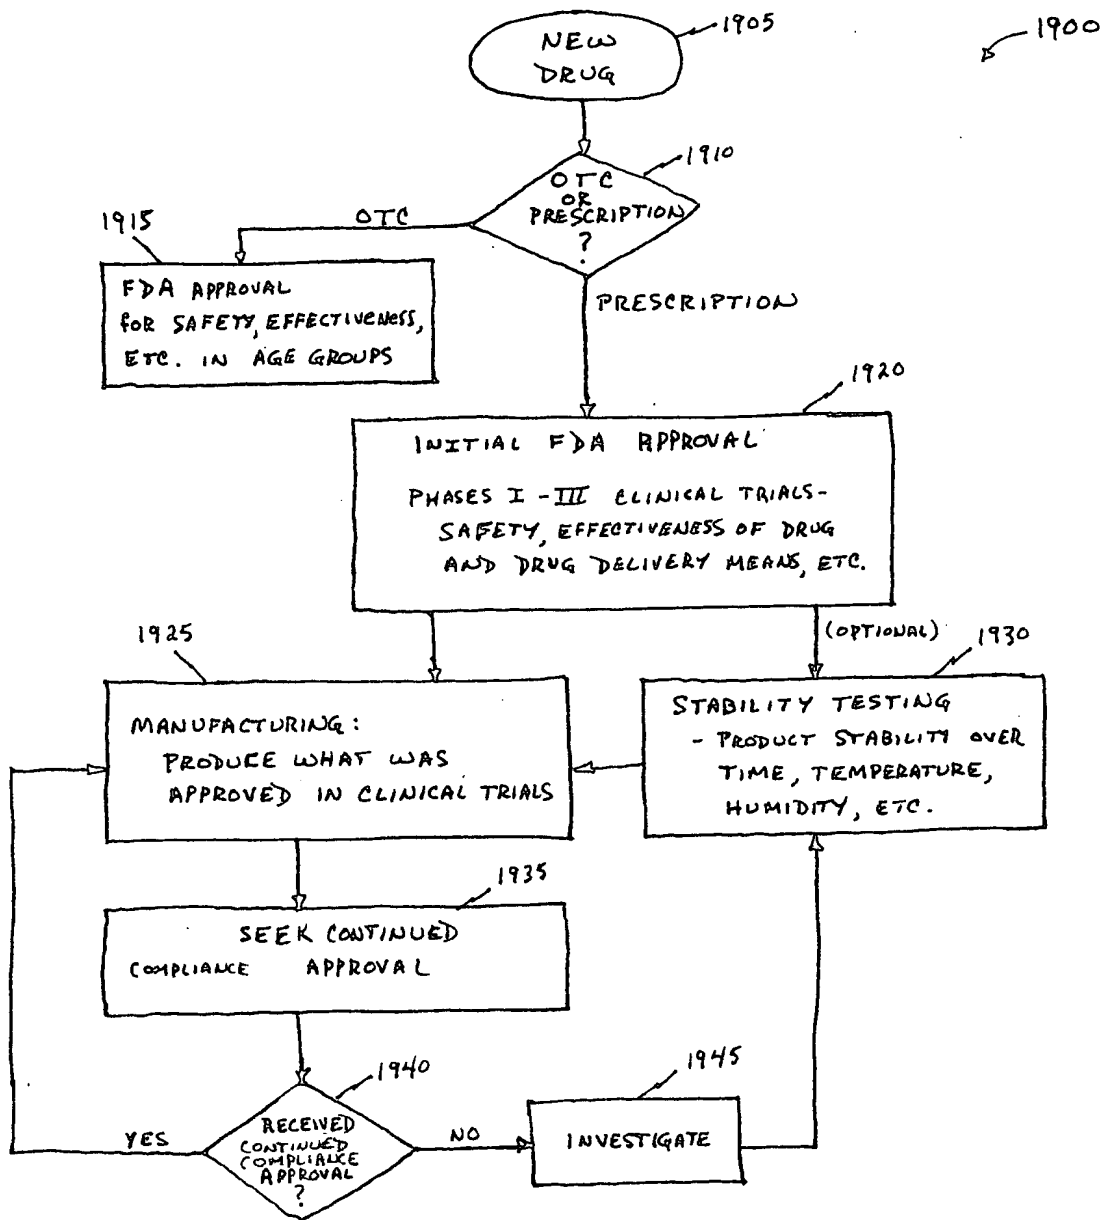 1905
1900
NEW
DRUG
1910
OTC
OR
PRESCRIPTION
?
OTC
1915
FDA APPROVAL
for SAFETY, EFFECTIVENESS,
ETC. IN AGE GROUPS
PRESCRIPTION
1920
INITIAL FDA APPROVAL
PHASES I - III CLINICAL TRIALS-
SAFETY, EFFECTIVENESS OF DRUG
AND DRUG DELIVERY MEANS, ETC.
1925
(OPTIONAL)
1930
MANUFACTURING:
PRODUCE WHAT WAS
APPROVED IN CLINICAL TRIALS
STABILITY TESTING
- PRODUCT STABILITY OVER
TIME, TEMPERATURE,
HUMIDITY, ETC.
1935
SEEK CONTINUED
COMPLIANCE APPROVAL
1940
RECEIVED
CONTINUED
COMPLIANCE
APPROVAL
?
YES
NO
1945
INVESTIGATE